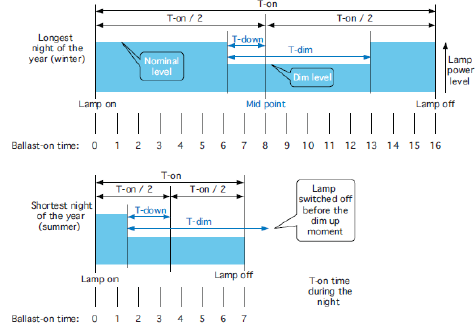 T-on
T-on / 2 T-on / 2
Longest
night of the
year (winter)
T-down
T-dim
Nominal
level
Dim level
Lamp
power
level
Lamp on Mid point Lamp off
Ballast-on time: 0 1 2 3 4 5 6 7 8 9 10 11 12 13 14 15 16
T-on
T-on / 2 T-on / 2
Shortest night
of the year
(summer)
T-down
T-dim
Lamp
switched off
before the
dim up
moment
Lamp on Lamp off
T-on time
during the
night
Ballast-on time: 0 1 2 3 4 5 6 7